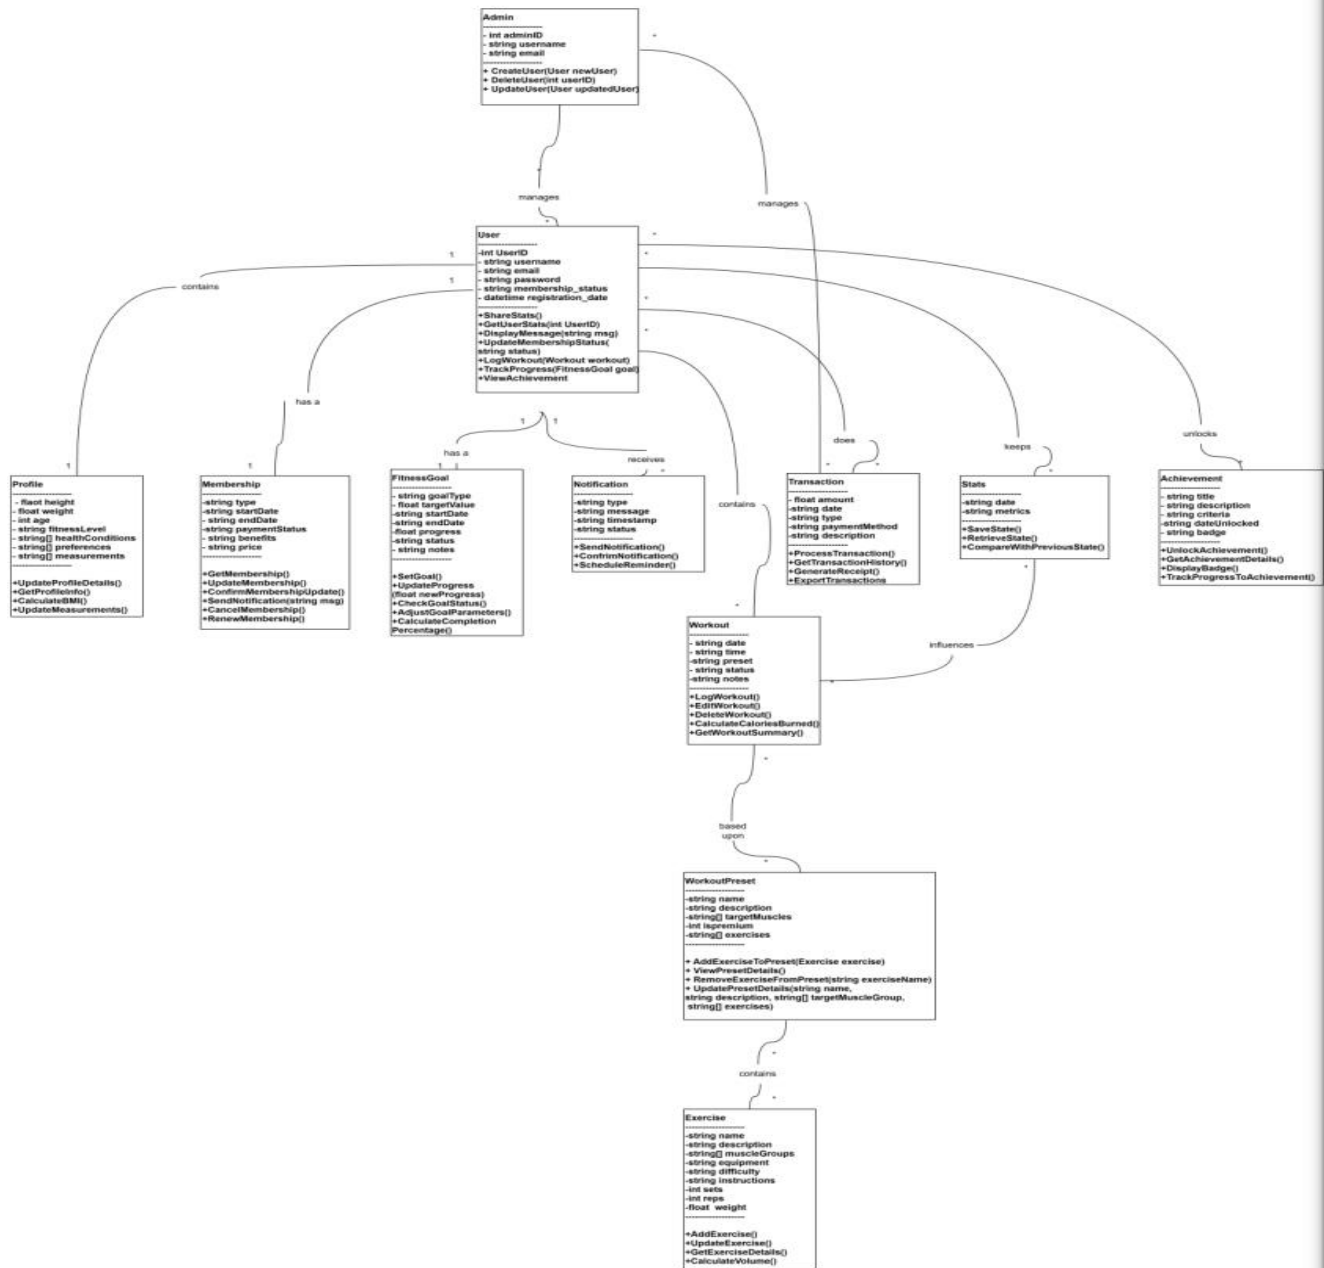 Admin
--------------------
- int adminID
- string username
- string email
--------------------
+ CreateUser(User newUser)
+ DeleteUser(int userID)
+ UpdateUser(User updatedUser)
*
*
manages
*
manages
User
--------------------
-int UserID
- string username
- string email
- string password
- string membership_status
- datetime registration_date
--------------------
+ShareStats()
+GetUserStats(int UserID)
+DisplayMessage(string msg)
+UpdateMembershipStatus(
string status)
+LogWorkout(Workout workout)
+TrackProgress(FitnessGoal goal)
+ViewAchievement
1
1
*
*
*
*
contains
has a
1
1
has a
receives
does
keeps
unlocks
contains
1
1
1
*
*
*
*
*
Profile
--------------------
- flaot height
- float weight
- int age
- string fitnessLevel
- string[] healthConditions
- string[] preferences
- string[] measurements
--------------------
+UpdateProfileDetails()
+GetProfileInfo()
+CalculateBMI()
+UpdateMeasurements()
Membership
--------------------
-string type
-string startDate
- string endDate
-string paymentStatus
- string benefits
- string price
--------------------
+GetMembership()
+UpdateMembership()
+ConfirmMembershipUpdate()
+SendNotification(string msg)
+CancelMembership()
+RenewMembership()
FitnessGoal
--------------------
- string goalType
- float targetValue
-string startDate
-string endDate
-float progress
-string status
- string notes
--------------------
+SetGoal()
+UpdateProgress
(float newProgress)
+CheckGoalStatus()
+AdjustGoalParameters()
+CalculateCompletion
Percentage()
Notification
--------------------
-string type
-string message
-string timestamp
-string status
--------------------
+SendNotification()
+ConfrimNotification()
+ScheduleReminder()
Transaction
--------------------
- float amount
-string date
-string type
-string paymentMethod
-string description
--------------------
+ProcessTransaction()
+GetTransactionHistory()
+GenerateReceipt()
+ExportTransactions
Stats
--------------------
-string date
-string metrics
--------------------
+SaveState()
+RetrieveState()
+CompareWithPreviousState()
Achievement
--------------------
- string title
- string description
- string criteria
-string dateUnlocked
- string badge
--------------------
+UnlockAchievement()
+GetAchievementDetails()
+DisplayBadge()
+TrackProgressToAchievement()
*
*
influences
*
Workout
--------------------
- string date
- string time
-string preset
- string status
-string notes
--------------------
+LogWorkout()
+EditWorkout()
+DeleteWorkout()
+CalculateCaloriesBurned()
+GetWorkoutSummary()
*
based
upon
*
WorkoutPreset
--------------------
-string name
-string description
-string[] targetMuscles
-int ispremium
-string[] exercises
--------------------
+ AddExerciseToPreset(Exercise exercise)
+ ViewPresetDetails()
+ RemoveExerciseFromPreset(string exerciseName)
+ UpdatePresetDetails(string name,
string description, string[] targetMuscleGroup,
string[] exercises)
*
contains
*
Exercise
--------------------
-string name
-string description
-string[] muscleGroups
-string equipment
-string difficulty
-string instructions
-int sets
-int reps
-float weight
--------------------
+AddExercise()
+UpdateExercise()
+GetExerciseDetails()
+CalculateVolume()